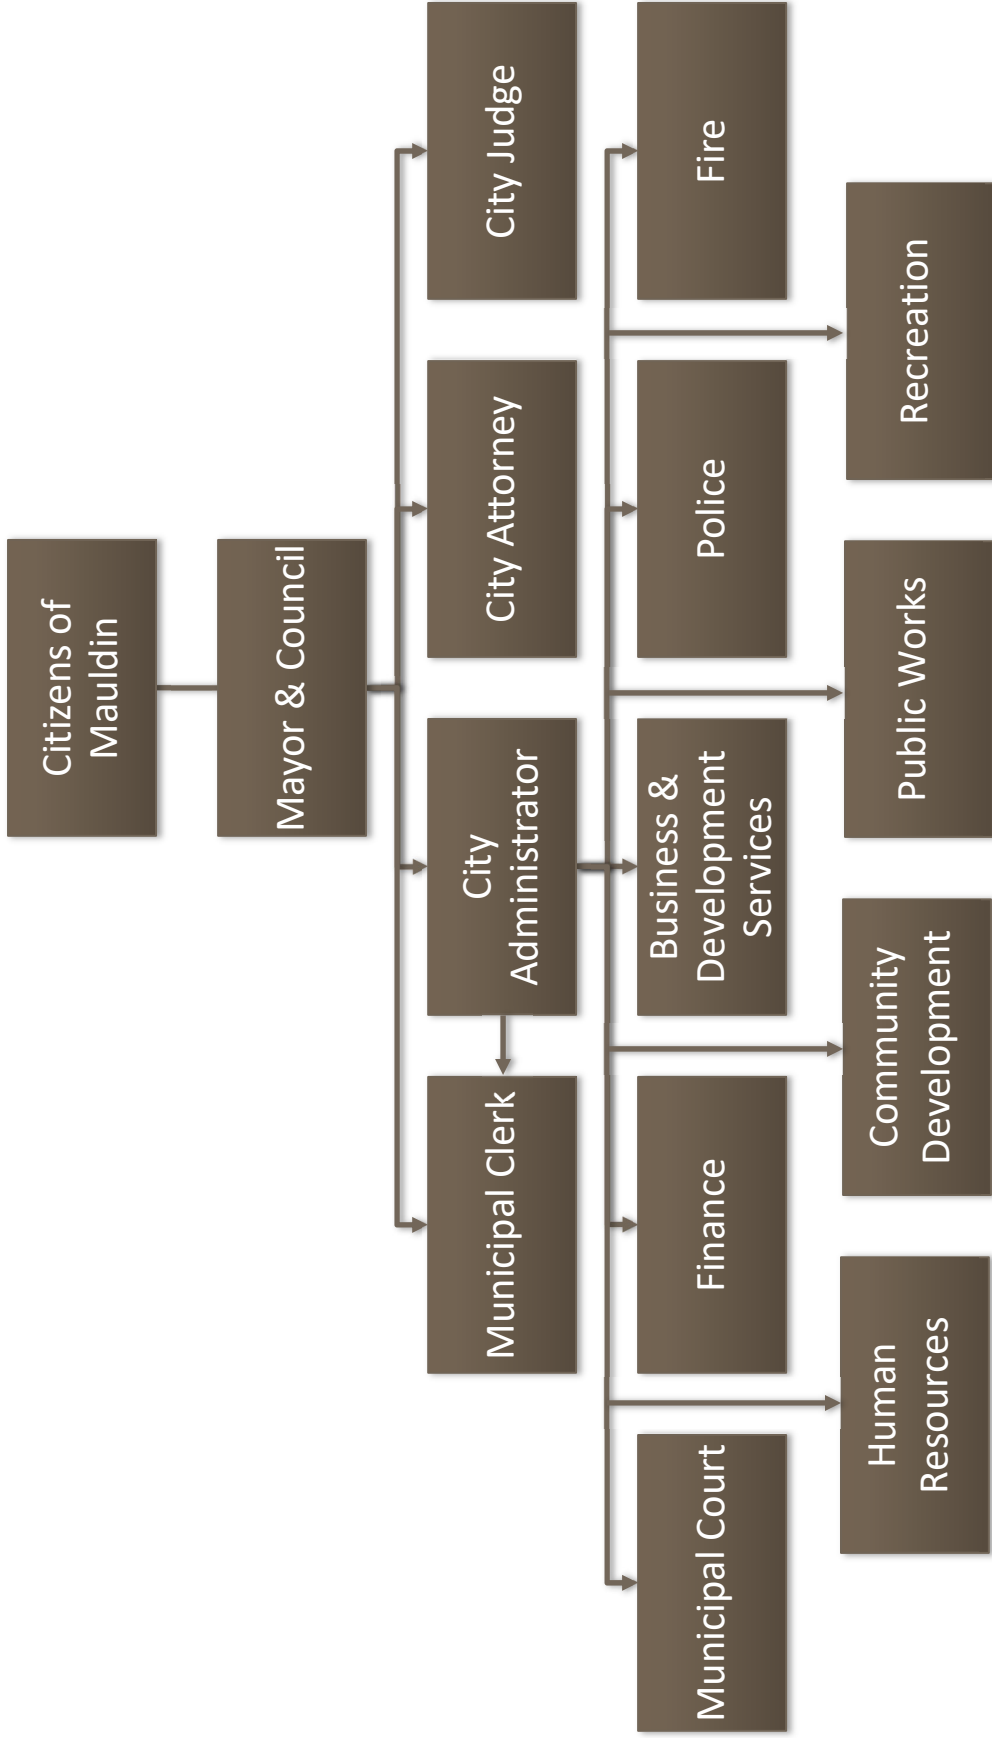 Citizens of
Mauldin
Mayor & Council
Municipal Clerk
City
Administrator
City Attorney
City Judge
Municipal Court
Finance
Business &
Development
Services
Police
Fire
Human
Resources
Community
Development
Public Works
Recreation